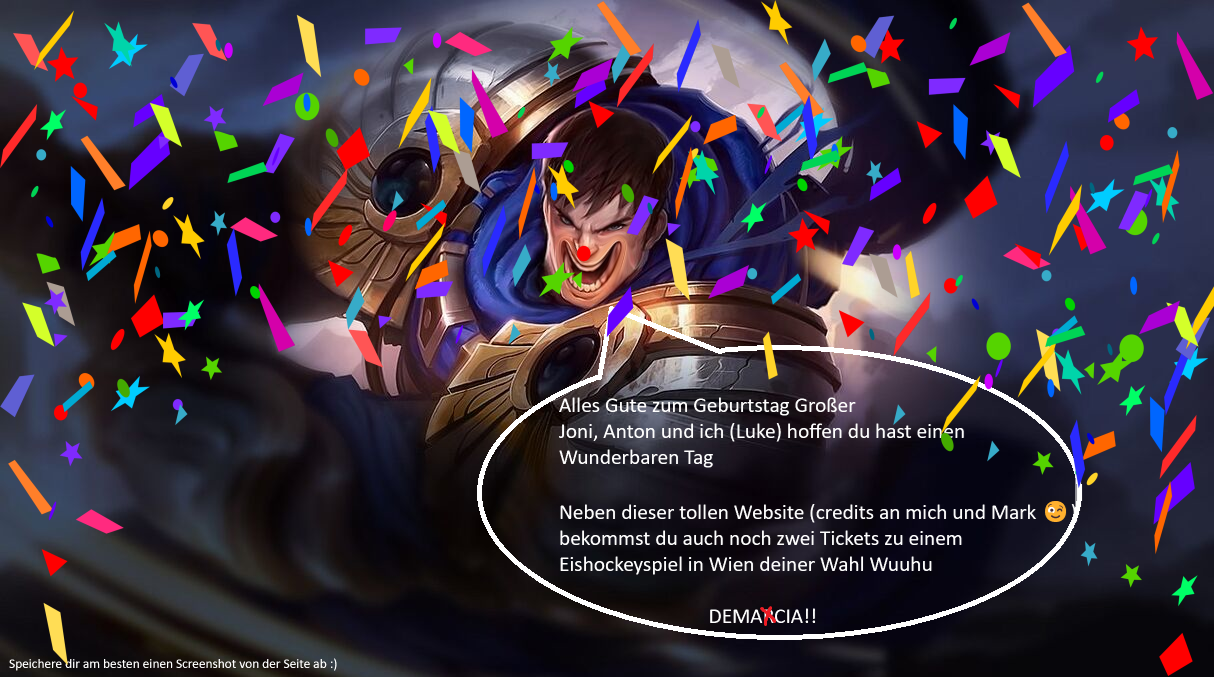 Alles Gute zum Geburtstag Großer
Joni, Anton und ich (Luke) hoffen du hast einen
Wunderbaren Tag
Neben dieser tollen Website (credits an mich und Mark 😉)
bekommst du auch noch zwei Tickets zu einem
Eishockeyspiel in Wien deiner Wahl Wuuhu
DEMARCIA!!
Speichere dir am besten einen Screenshot von der Seite ab :)